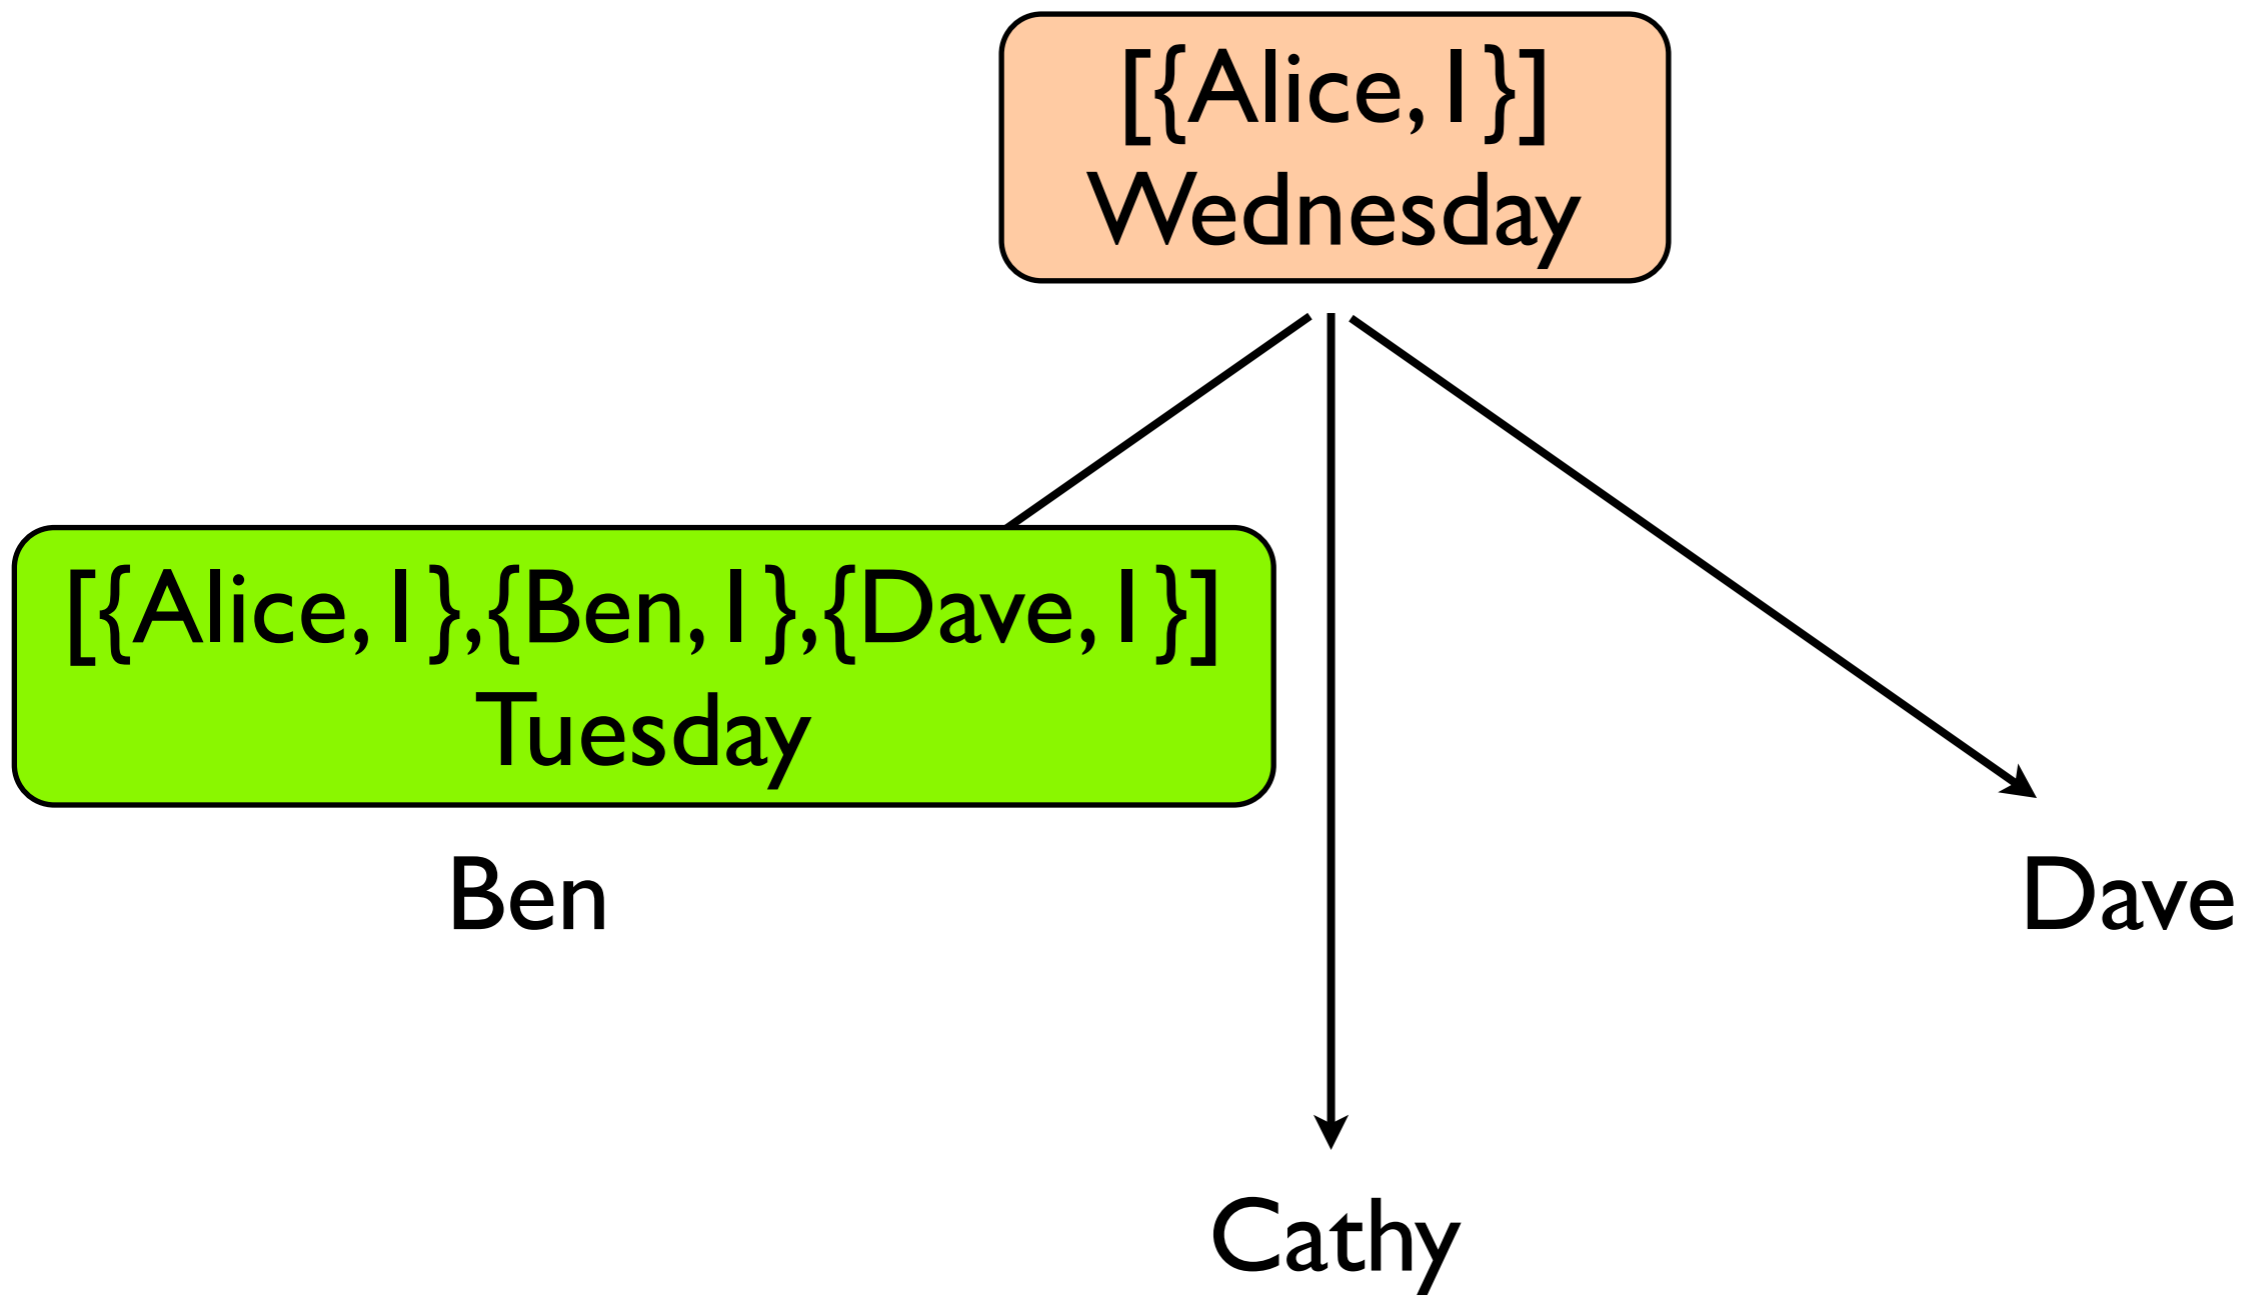 [{Alice, 1}]
Wednesday
[{Alice, 1},{Ben, 1},{Dave, 1}]
Tuesday
Ben
Dave
Cathy